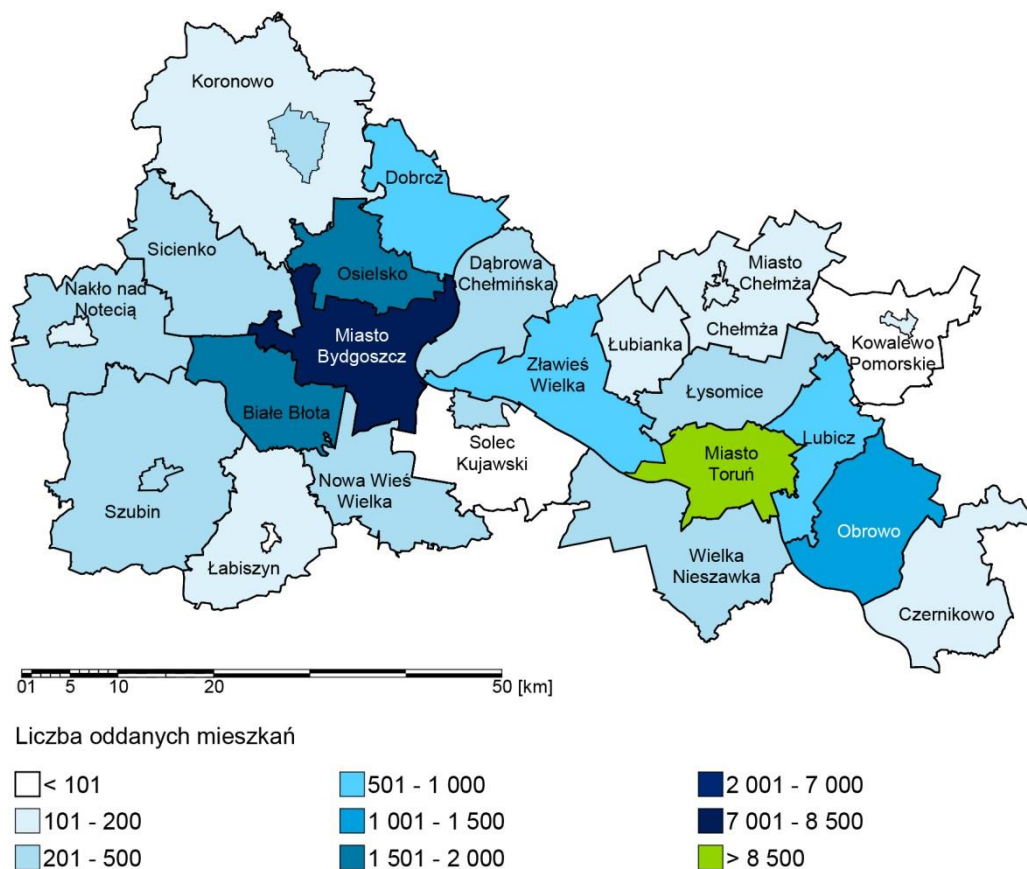 Koronowo
Dobrcz
Sicienko
Osielsko
Dąbrowa
Chełmińska
Miasto
Chełmża
Nakło nad
Notecią
Miasto
Bydgoszcz
Łubianka
Chełmża
Kowalewo
Pomorskie
Zławieś
Wielka
Łysomice
Białe Błota
Solec
Kujawski
Miasto
Toruń
Lubicz
Szubin
Nowa Wieś
Wielka
Obrowo
Łabiszyn
Wielka
Nieszawka
Czernikowo
01 5 10 20 50 [km]
Liczba oddanych mieszkań
< 101
101 - 200
201 - 500
501 - 1 000
1 001 - 1 500
1 501 - 2 000
2 001 - 7 000
7 001 - 8 500
> 8 500